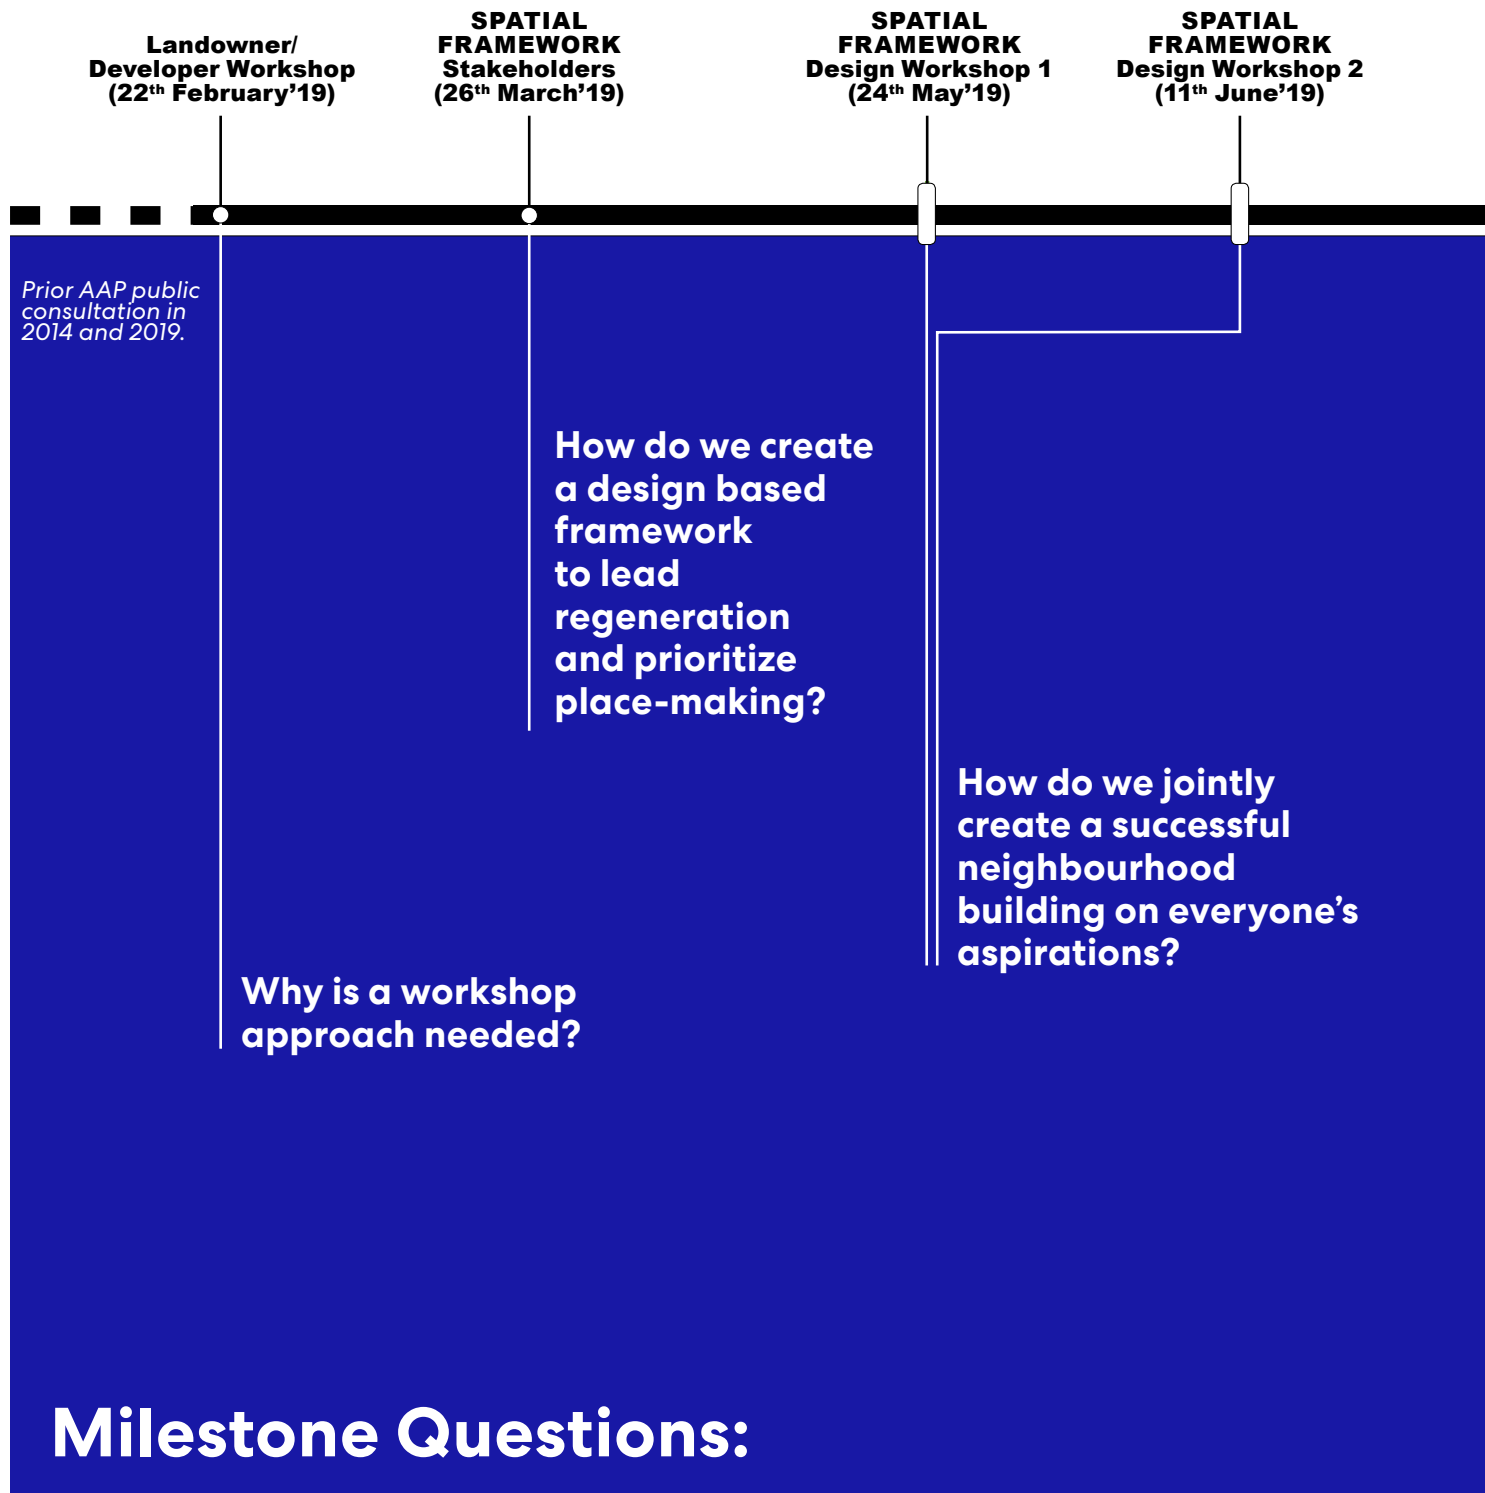 Landowner/
Developer Workshop
(22th February’19)
SPATIAL
FRAMEWORK
Stakeholders
(26th March’19)
SPATIAL
FRAMEWORK
Design Workshop 1
(24th May’19)
SPATIAL
FRAMEWORK
Design Workshop 2
(11th June’19)
Prior AAP public
consultation in
2014 and 2019.
How do we create
a design based
framework
to lead
regeneration
and prioritize
place-making?
How do we jointly
create a successful
neighbourhood
building on everyone’s
aspirations?
Why is a workshop
approach needed?
Milestone Questions: